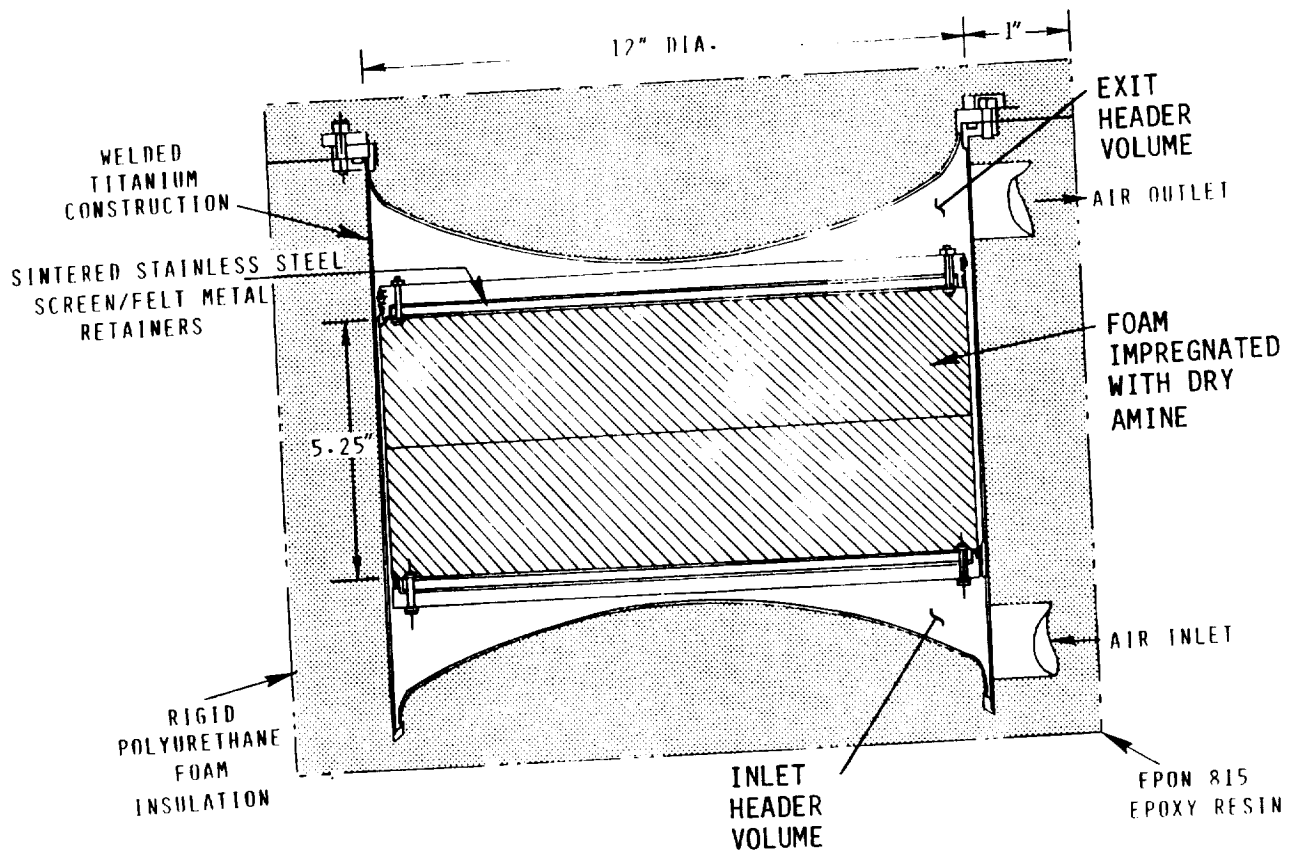 12" DIA.
1"
EXIT
HEADER
VOLUME
WELDED
TITANIUM
CONSTRUCTION
AIR OUTLET
SINTERED STAINLESS STEEL
SCREEN/FELT METAL
RETAINERS
FOAM
IMPREGNATED
WITH DRY
AMINE
5.25"
AIR INLET
RIGID
POLYURETHANE
FOAM
INSULATION
INLET
HEADER
VOLUME
EPON 815
EPOXY RESIN